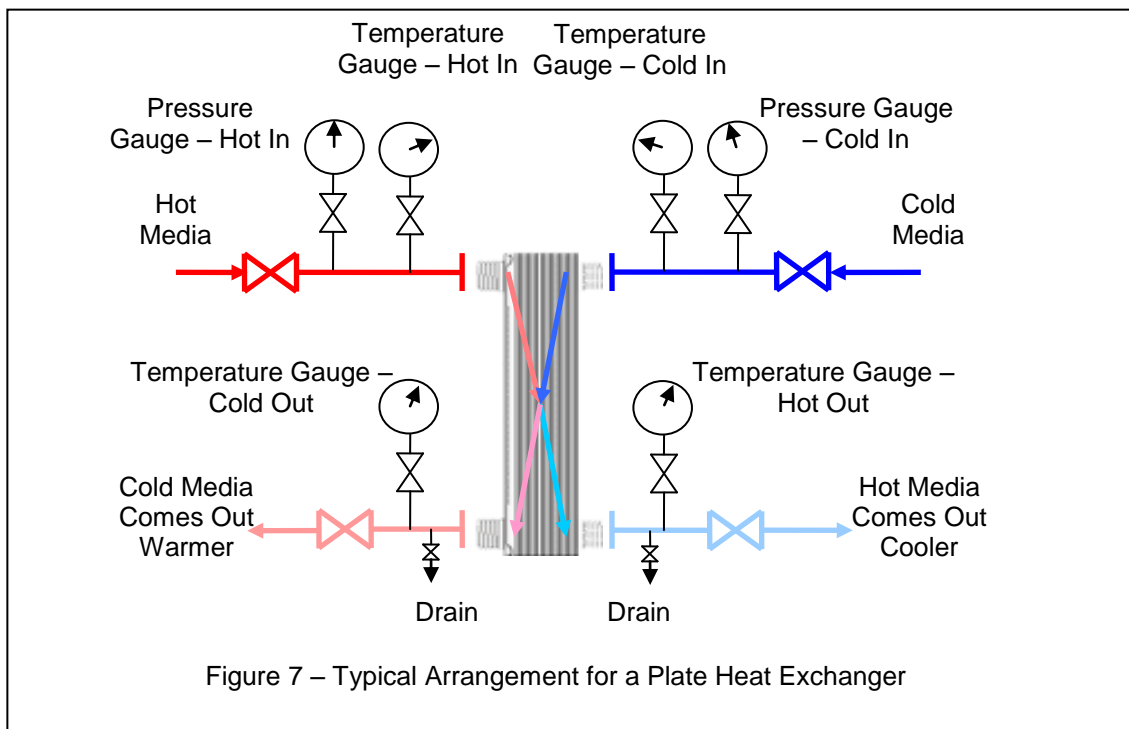 Temperature
Gauge – Hot In
Temperature
Gauge – Cold In
Pressure
Gauge – Hot In
Pressure Gauge
– Cold In
Hot
Media
Cold
Media
Temperature Gauge –
Cold Out
Temperature Gauge –
Hot Out
Cold Media
Comes Out
Warmer
Hot Media
Comes Out
Cooler
Drain
Drain
Figure 7 – Typical Arrangement for a Plate Heat Exchanger